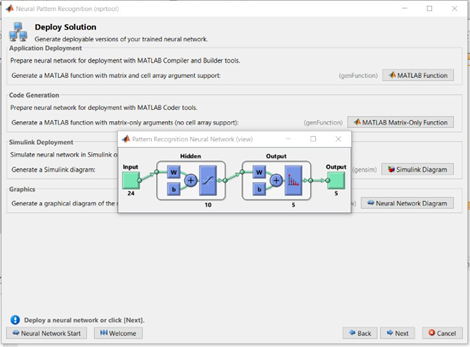 Neural Pattern Recognition (nprtool)
Deploy Solution
Generate deployable versions of your trained neural network.
Application Deployment
Prepare neural network for deployment with MATLAB Compiler and Builder tools.
Generate a MATLAB function with matrix and cell array argument support:
(genFunction)
MATLAB Function
Code Generation
Prepare neural network for deployment with MATLAB Coder tools.
Generate a MATLAB function with matrix-only arguments (no cell array support):
(genFunction)
MATLAB Matrix-Only Function
Simulink Deployment
Simulate neural network in Simulink o
Generate a Simulink diagram:
(gensim)
Simulink Diagram
Graphics
Generate a graphical diagram of the
Neural Network Diagram
Pattern Recognition Neural Network (view)
Hidden
Output
Input
W
b
W
b
Output
24
10
5
5
Deploy a neural network or click [Next].
Neural Network Start
Welcome
Back
Next
Cancel